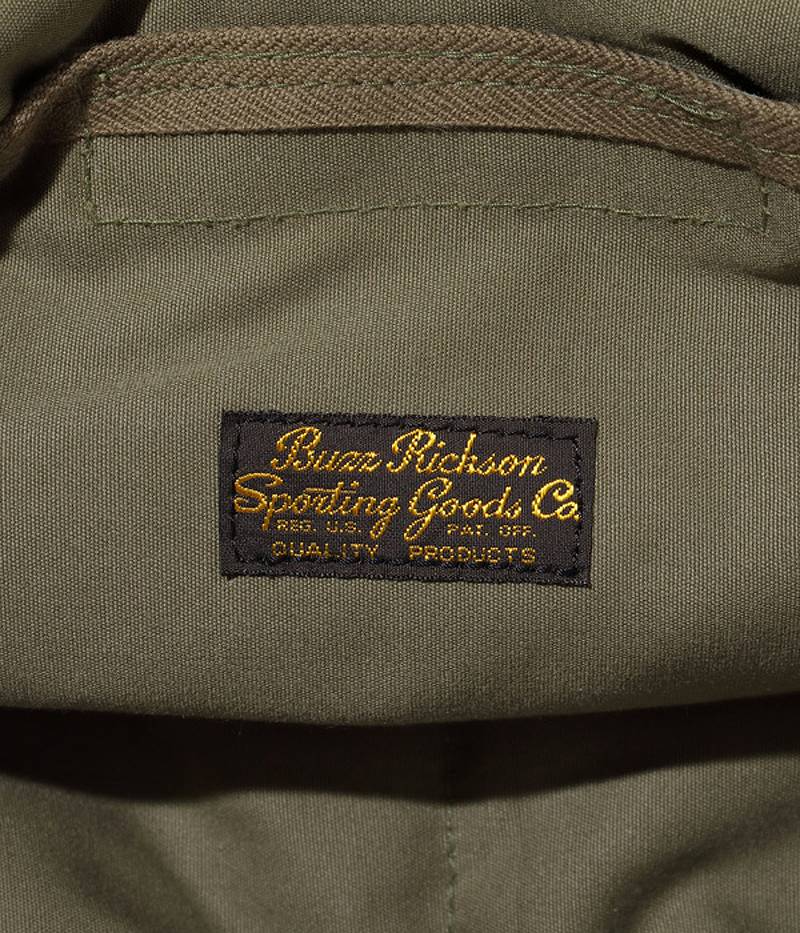 Buzz Rickson
Sporting Goods Co.
REG. U.S. PAT. OFF.
QUALITY PRODUCTS